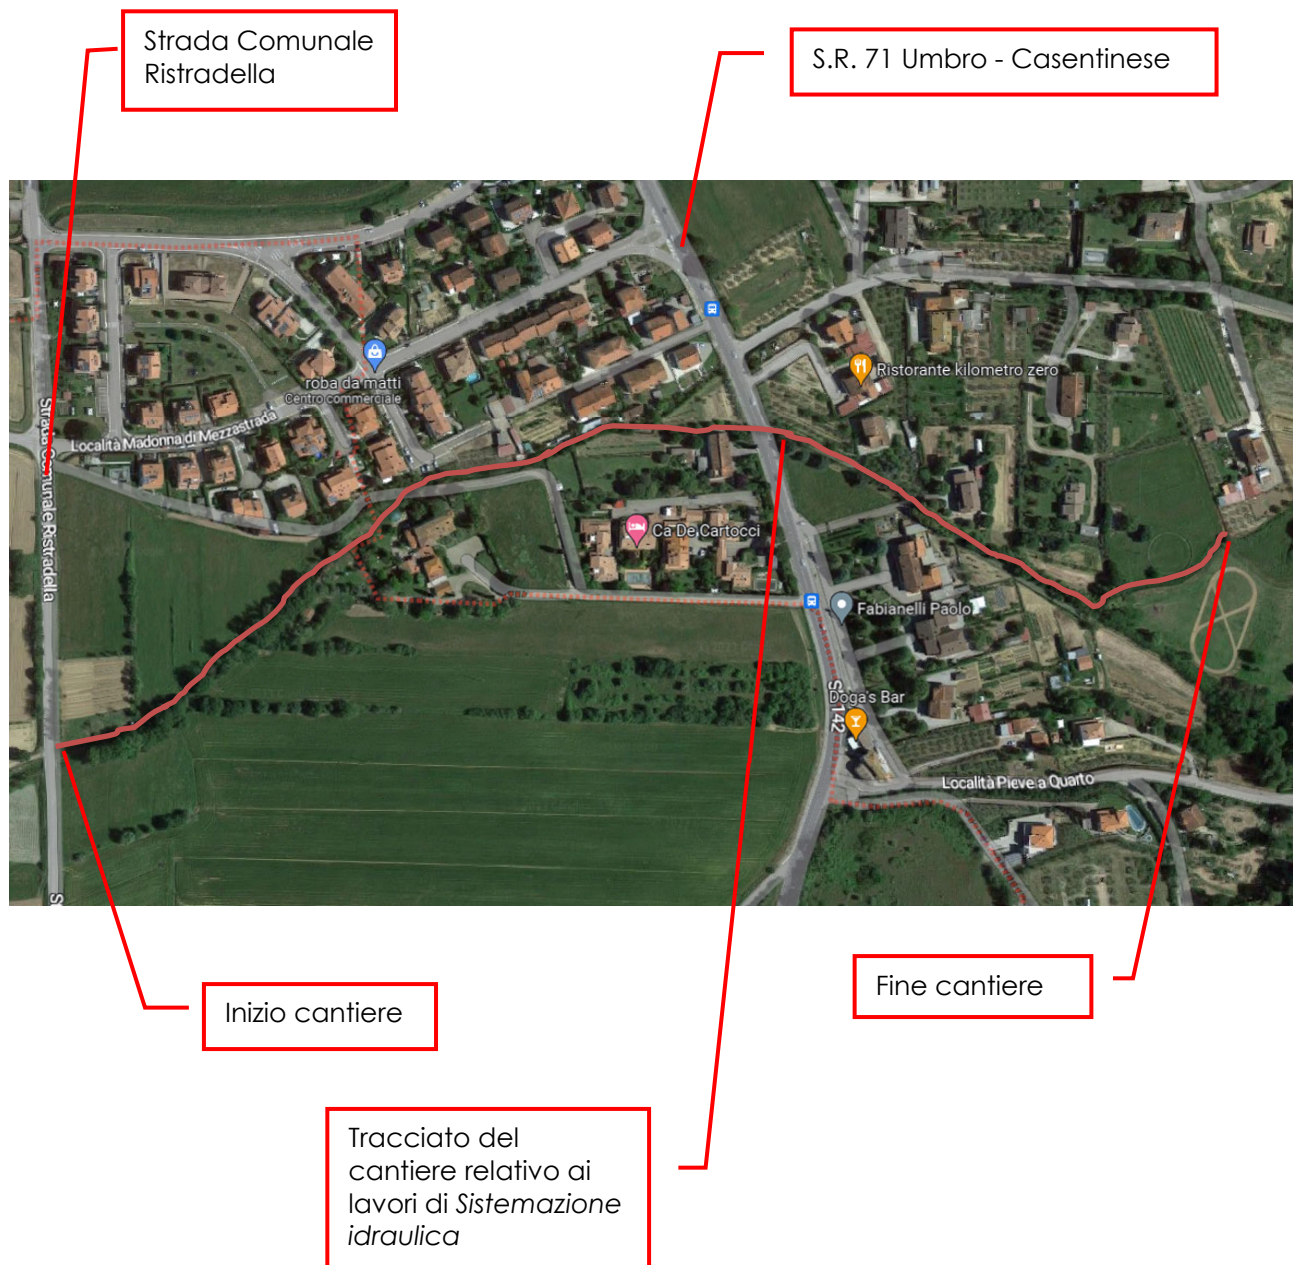 Strada Comunale
Ristradella
S.R. 71 Umbro - Casentinese
roba da matti
Centro commerciale
Ristorante kilometro zero
Località Madonna di Mezzastrada
Strada Comunale Ristradella
Ca De Cartocci
Fabianelli Paolo
Doga's Bar
Località Pieve a Quarto
Inizio cantiere
Fine cantiere
Tracciato del
cantiere relativo ai
lavori di Sistemazione
idraulica